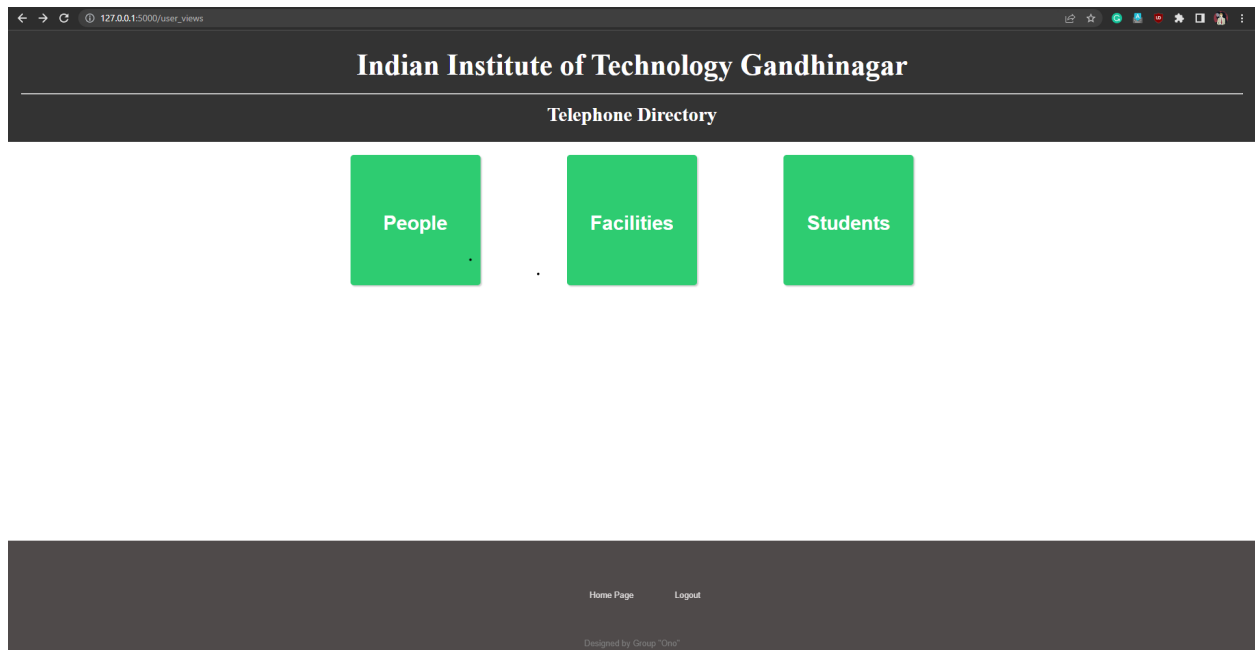 127.0.0.1:5000/user_views
Indian Institute of Technology Gandhinagar
Telephone Directory
People Facilities Students
Home Page Logout
Designed by Group "Ono"